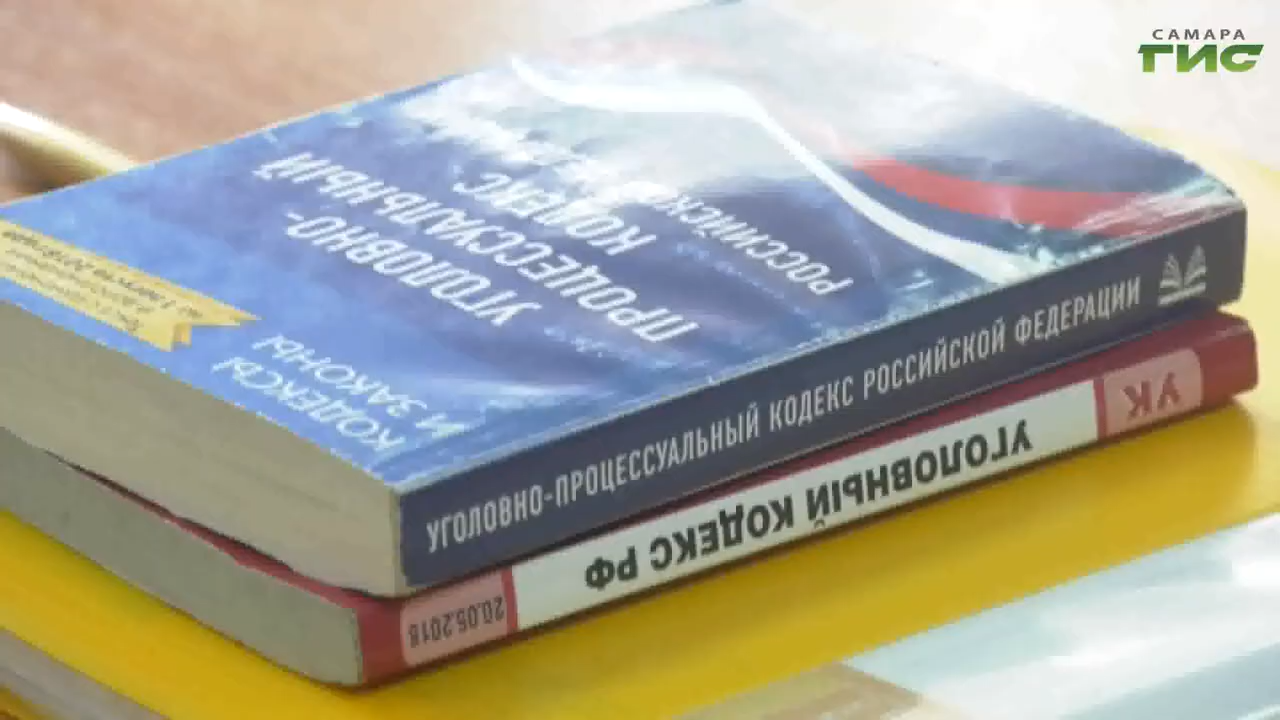 САМАРА
ГИС
УГОЛОВНО-
ПРОЦЕССУАЛЬНЫЙ
КОДЕКС
КОДЕКСЫ
И ЗАКОНЫ
УГОЛОВНО-ПРОЦЕССУАЛЬНЫЙ КОДЕКС РОССИЙСКОЙ ФЕДЕРАЦИИ
УК
УГОЛОВНЫЙ КОДЕКС РФ
20.05.2018